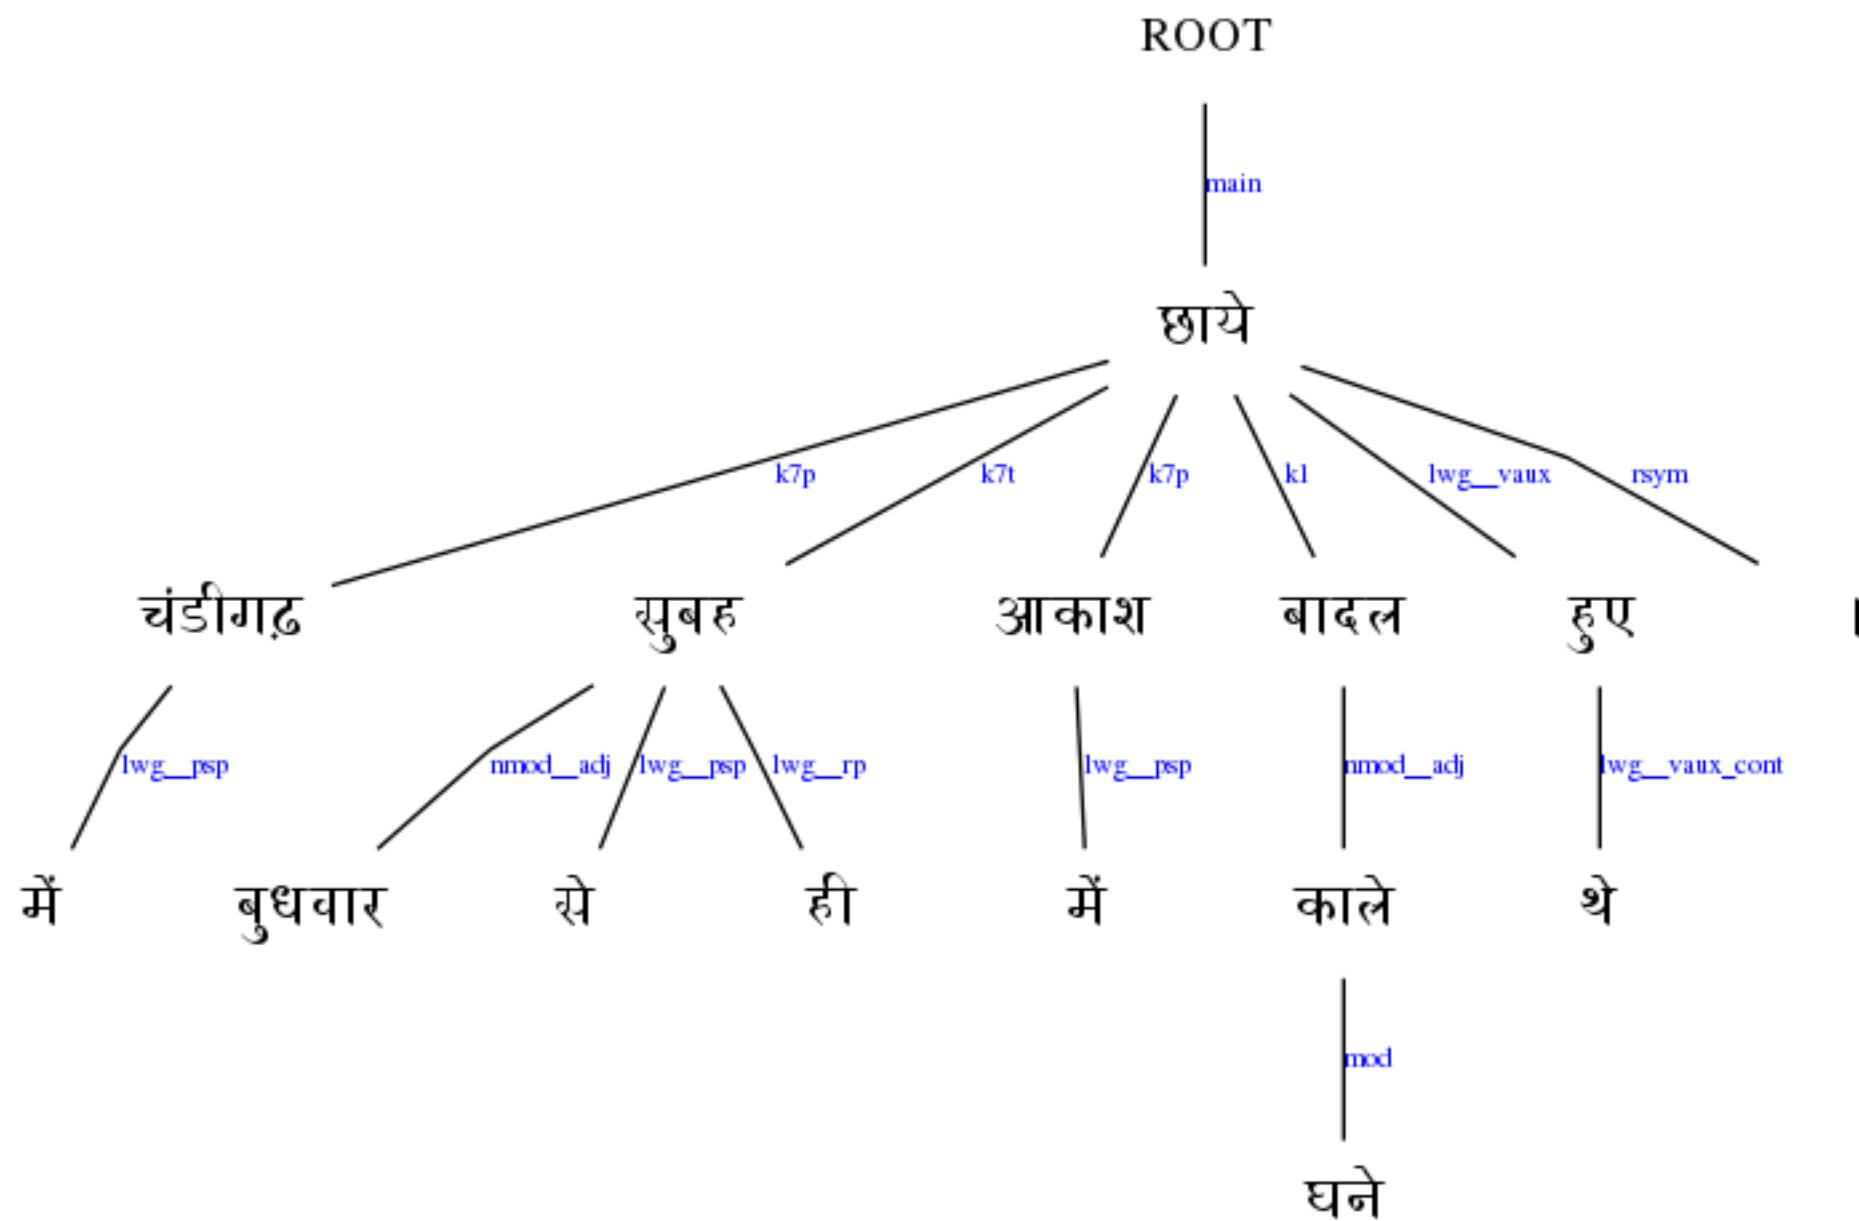 ROOT
main
छाये
k7p k7t k7p k1 lwg__vaux rsym
चंडीगढ़ सुबह आकाश बादल हुए ।
lwg__psp nmod__adj lwg__psp lwg__rp lwg__psp nmod__adj lwg__vaux_cont
में बुधवार से ही में काले थे
mod
घने